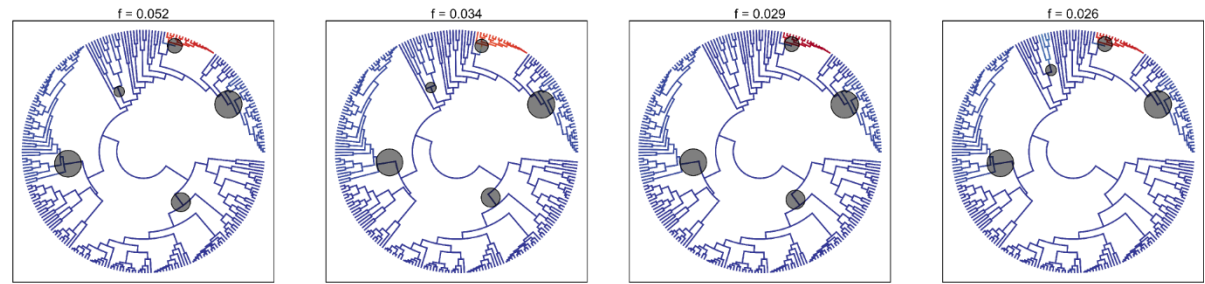 f = 0.052
f = 0.034
f = 0.029
f = 0.026